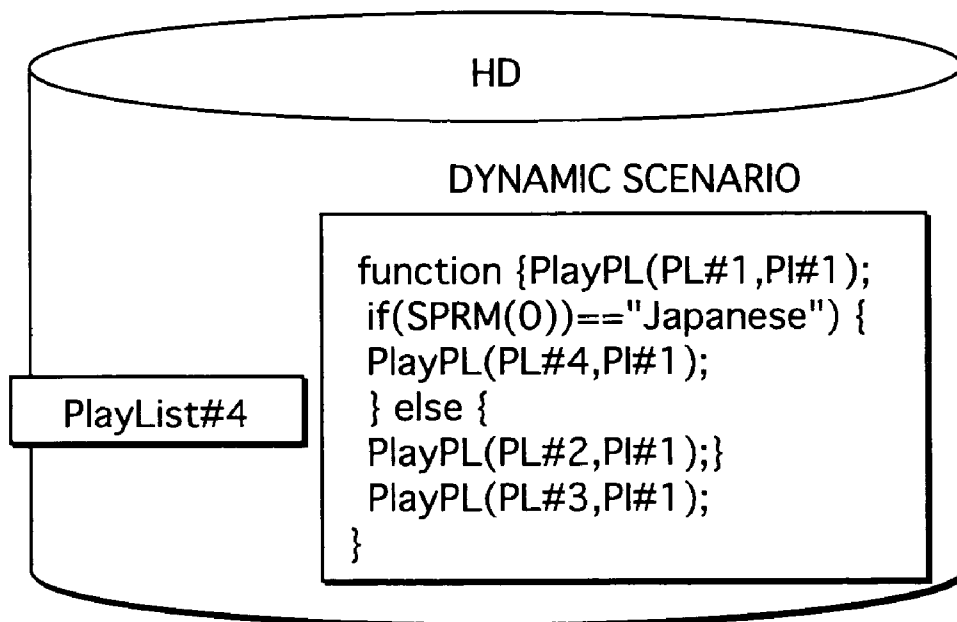 HD
DYNAMIC SCENARIO
function {PlayPL(PL#1,PI#1);
if(SPRM(0))=="Japanese") {
PlayPL(PL#4,PI#1);
} else {
PlayPL(PL#2,PI#1);}
PlayPL(PL#3,PI#1);
}
PlayList#4